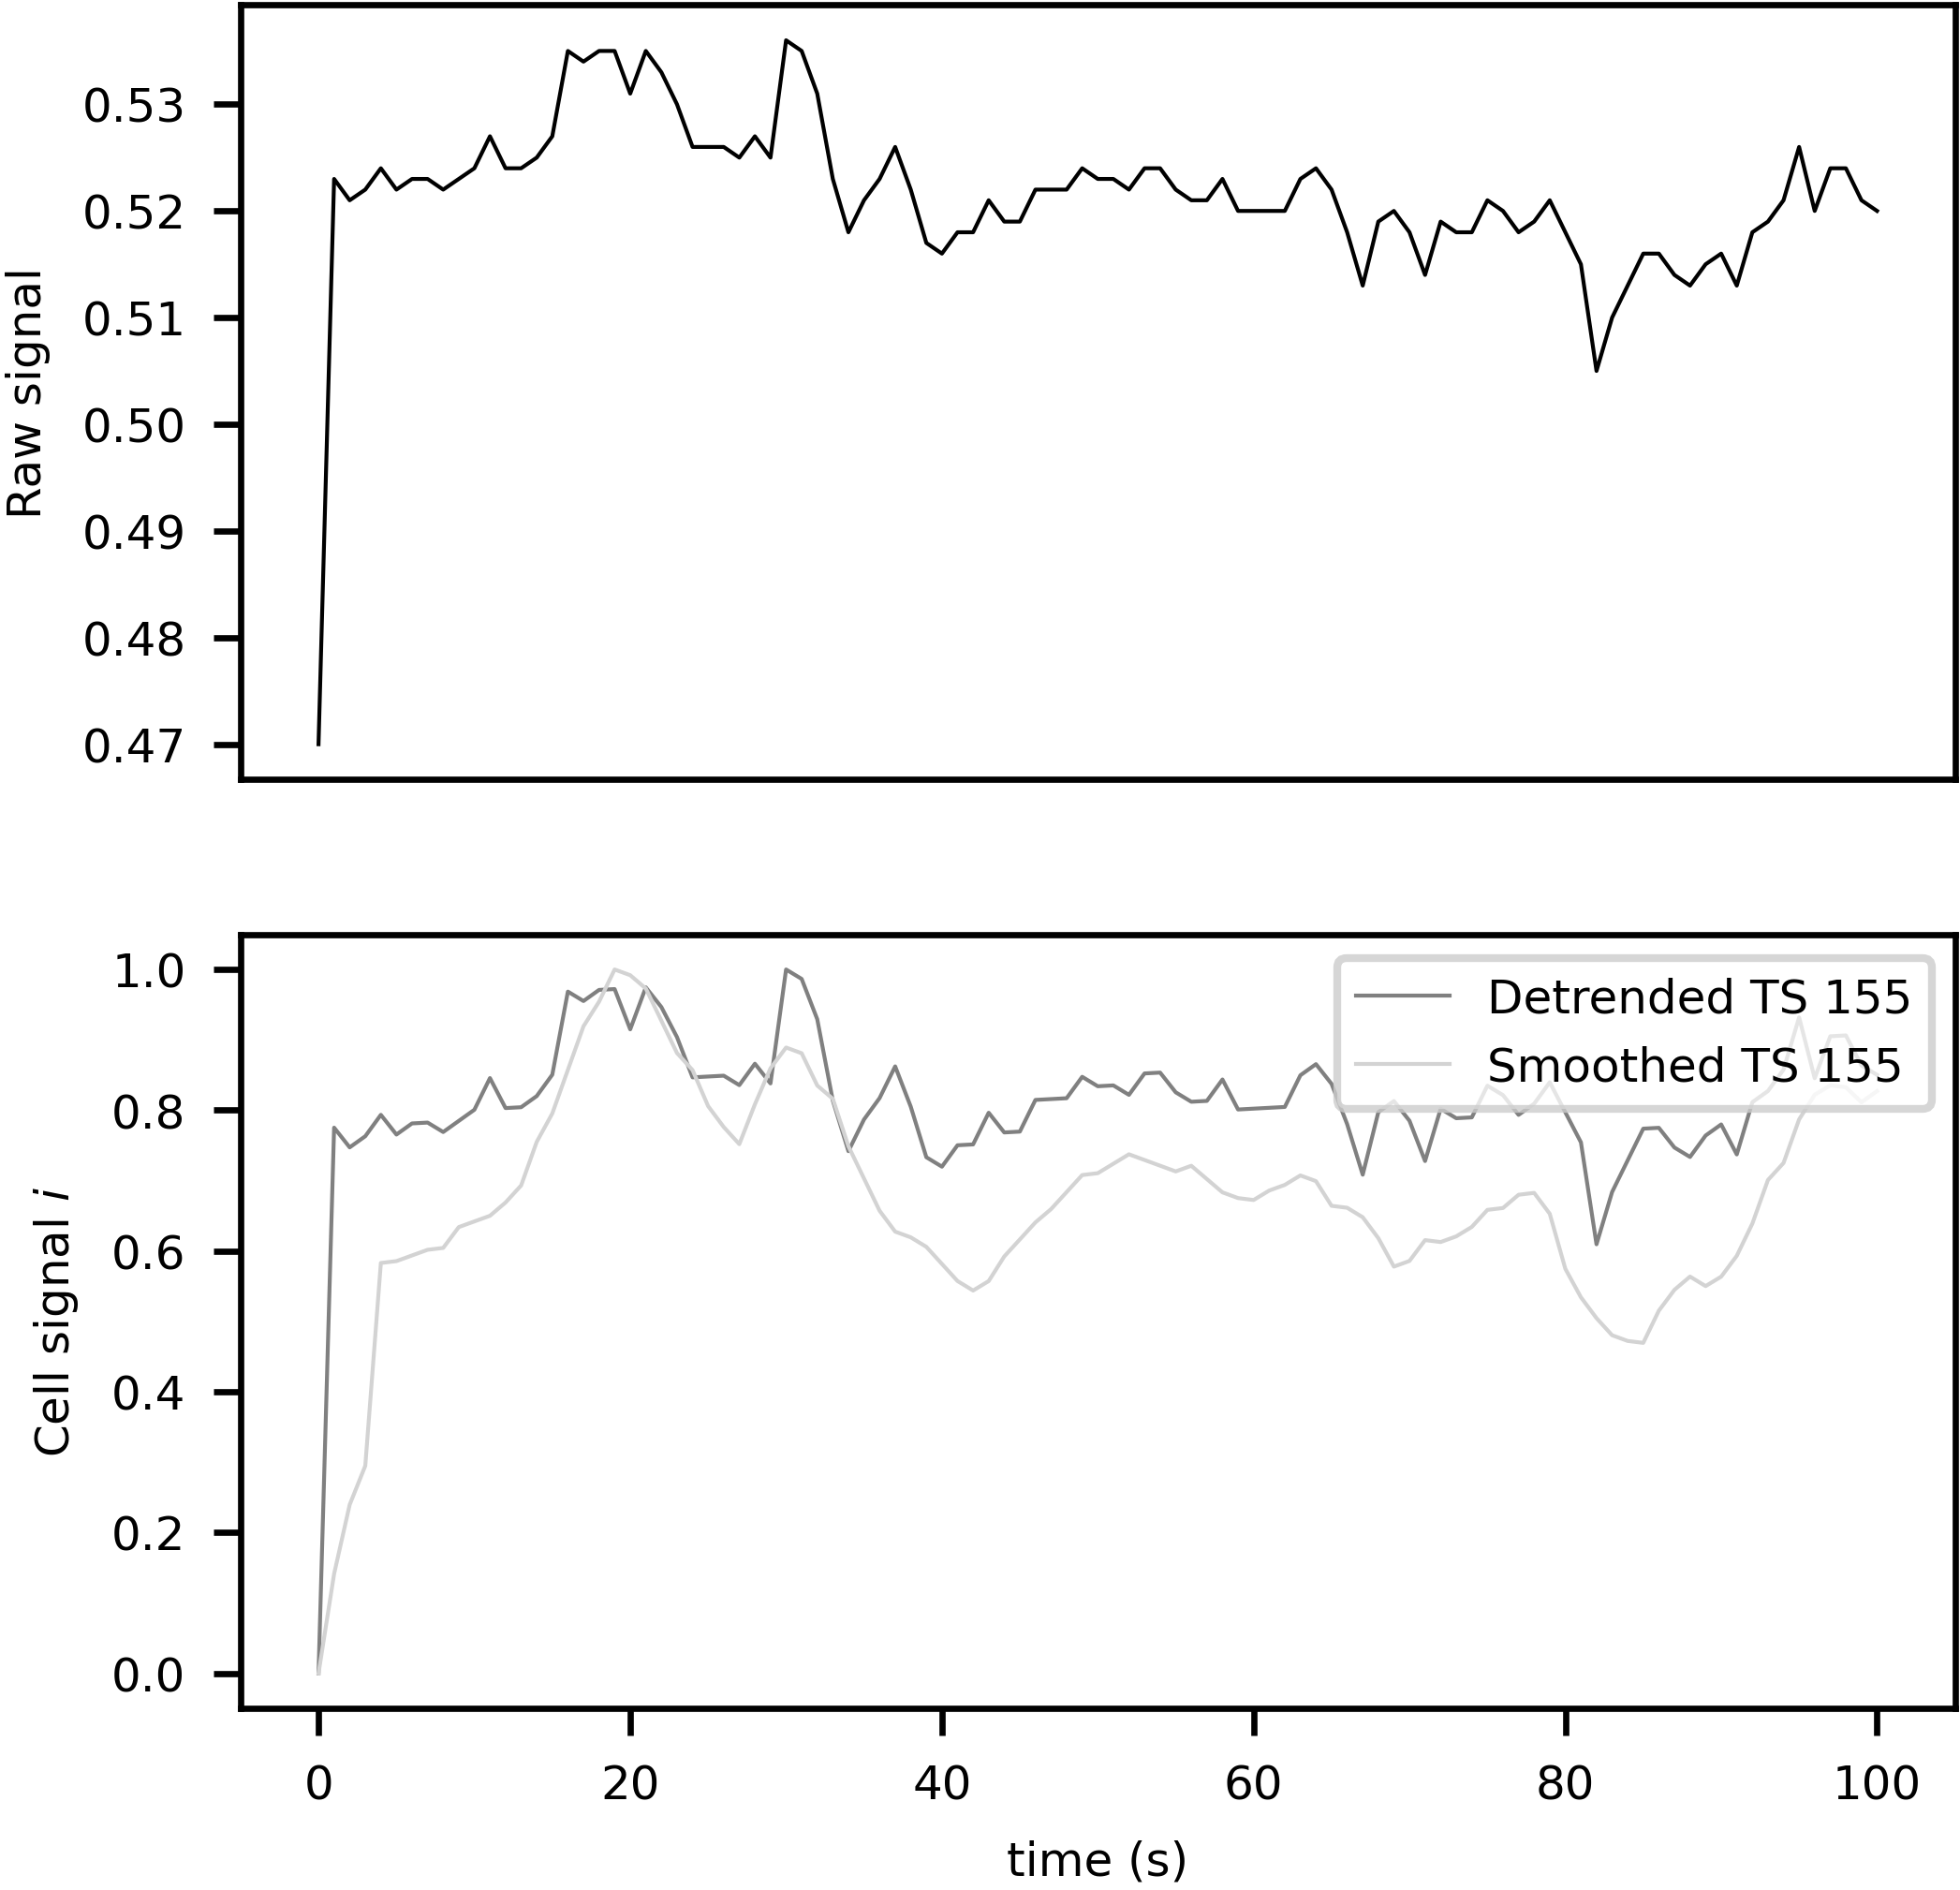 Raw signal
0.53
0.52
0.51
0.50
0.49
0.48
0.47
Cell signal i
1.0
0.8
0.6
0.4
0.2
0.0
Detrended TS 155
Smoothed TS 155
0 20 40 60 80 100
time (s)